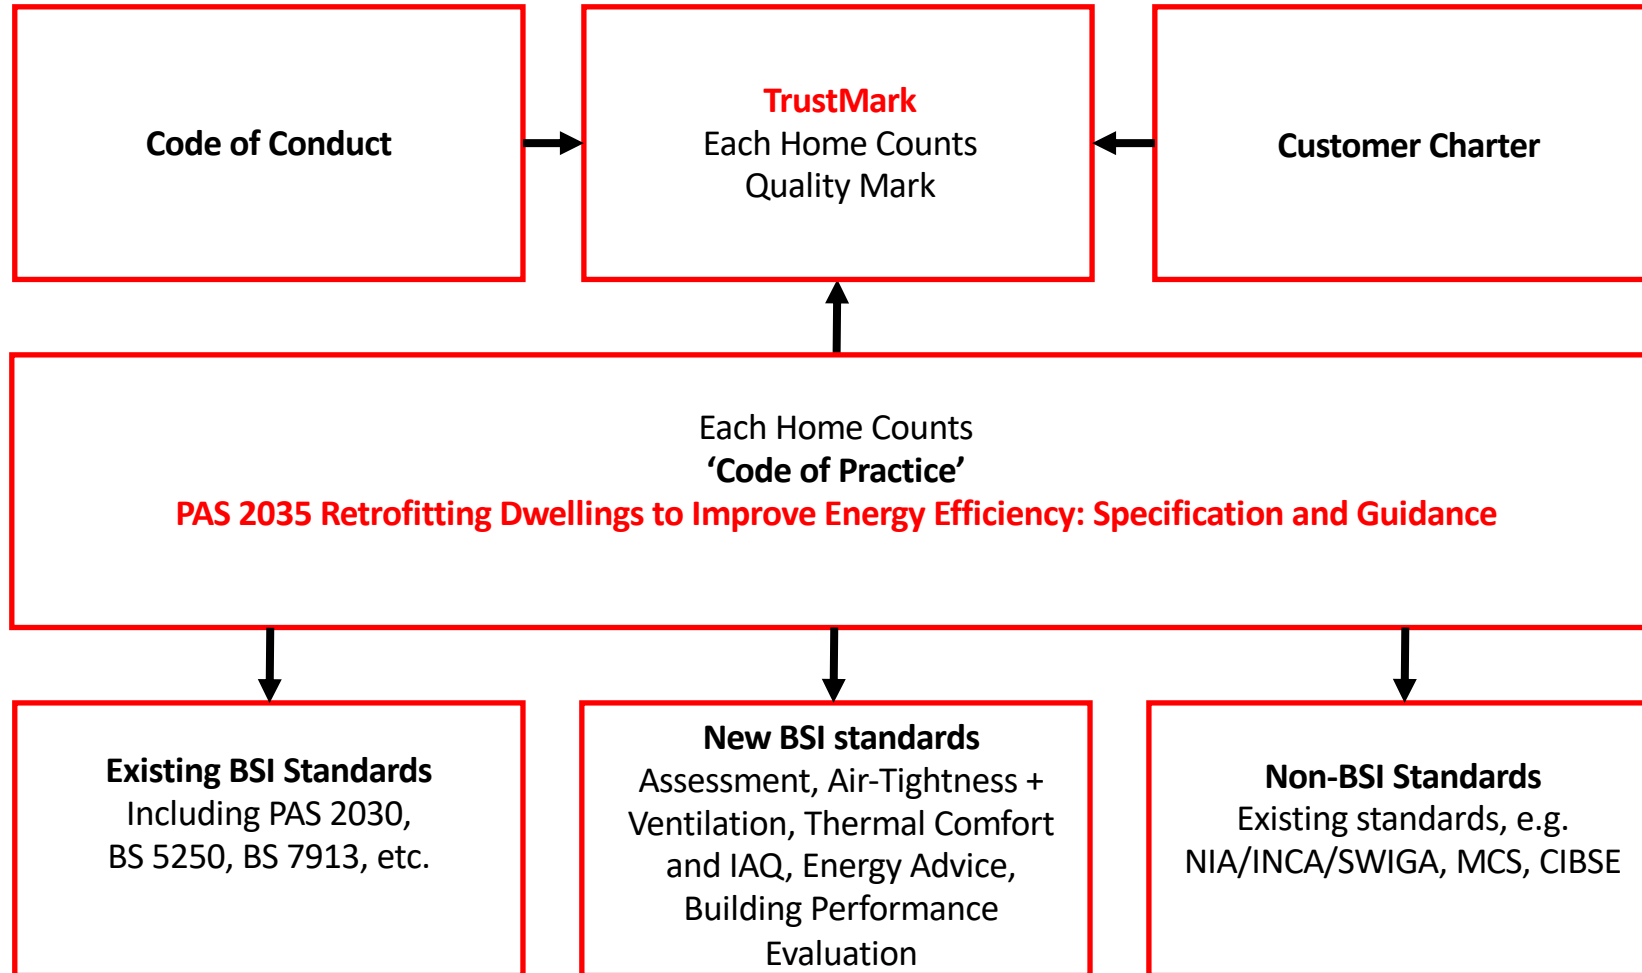 Code of Conduct
TrustMark
Each Home Counts
Quality Mark
Customer Charter
Each Home Counts
‘Code of Practice’
PAS 2035 Retrofitting Dwellings to Improve Energy Efficiency: Specification and Guidance
Existing BSI Standards
Including PAS 2030,
BS 5250, BS 7913, etc.
New BSI standards
Assessment, Air-Tightness +
Ventilation, Thermal Comfort
and IAQ, Energy Advice,
Building Performance
Evaluation
Non-BSI Standards
Existing standards, e.g.
NIA/INCA/SWIGA, MCS, CIBSE